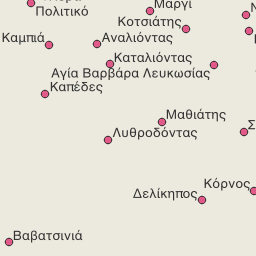 Πολιτικό
Μαργί
Κοτσιάτης
Καμπιά
Αναλιόντας
Καταλιόντας
Αγία Βαρβάρα Λευκωσίας
Καπέδες
Μαθιάτης
Λυθροδόντας
Κόρνος
Δελίκηπος
Βαβατσινιά